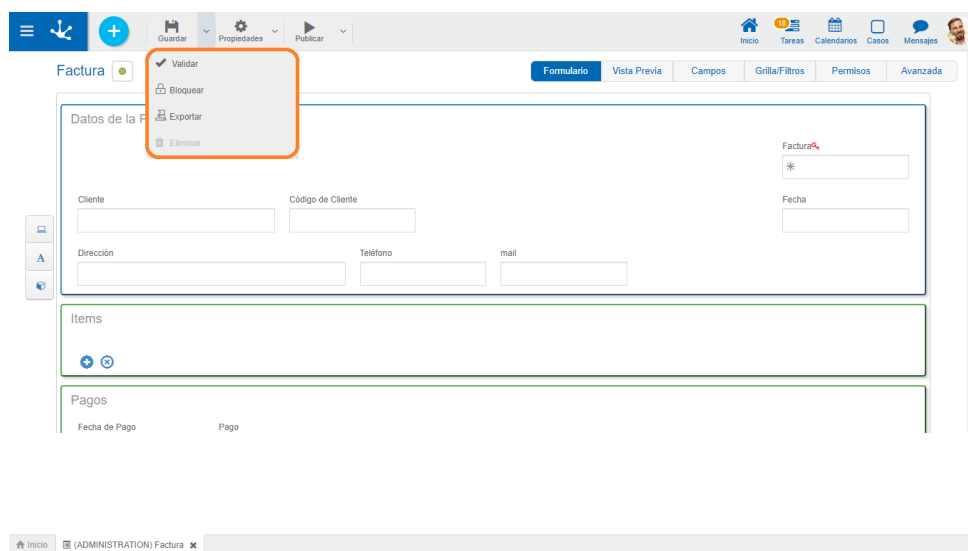 Guardar
Propiedades
Publicar
Inicio
18
Tareas
Calendarios
Casos
Mensajes
Factura
Validar
Bloquear
Exportar
Eliminar
Formulario
Vista Previa
Campos
Grilla/Filtros
Permisos
Avanzada
Datos de la F
Factura
Cliente
Código de Cliente
Fecha
A
Dirección
Teléfono
mail
Items
Pagos
Fecha de Pago
Pago
Inicio
(ADMINISTRATION) Factura